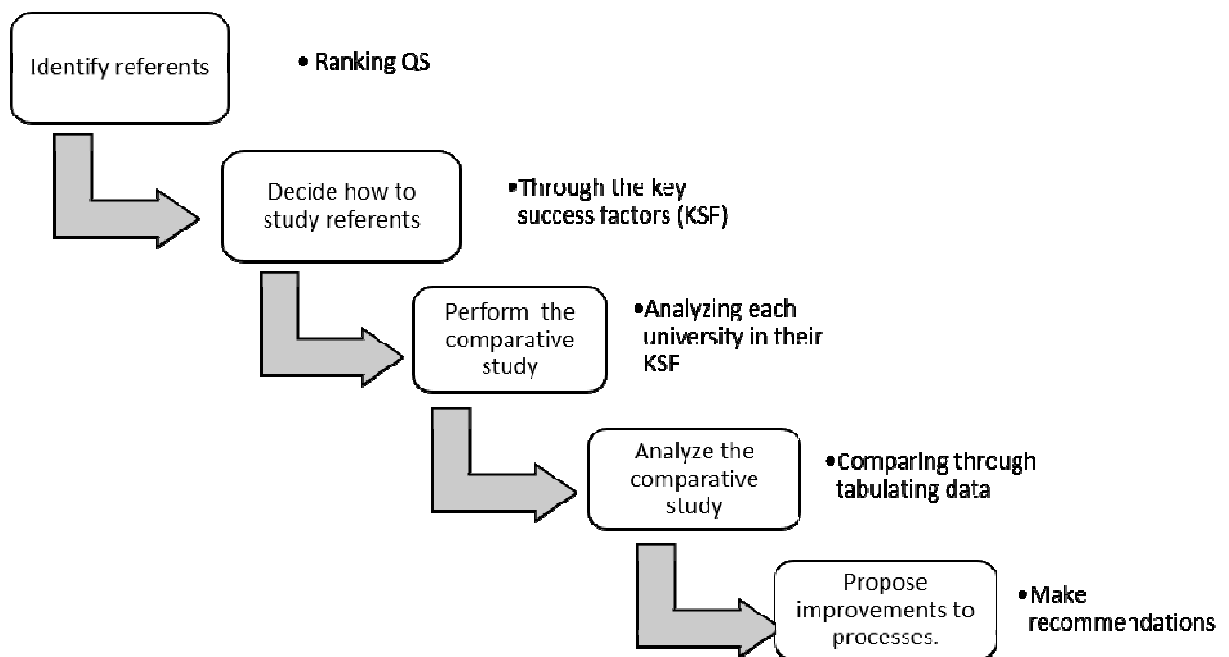 Identify referents
• Ranking QS
Decide how to
study referents
•Through the key
success factors (KSF)
Perform the
comparative
study
•Analyzing each
university in their
KSF
Analyze the
comparative
study
•Comparing through
tabulating data
Propose
improvements to
processes.
•Make
recommendations